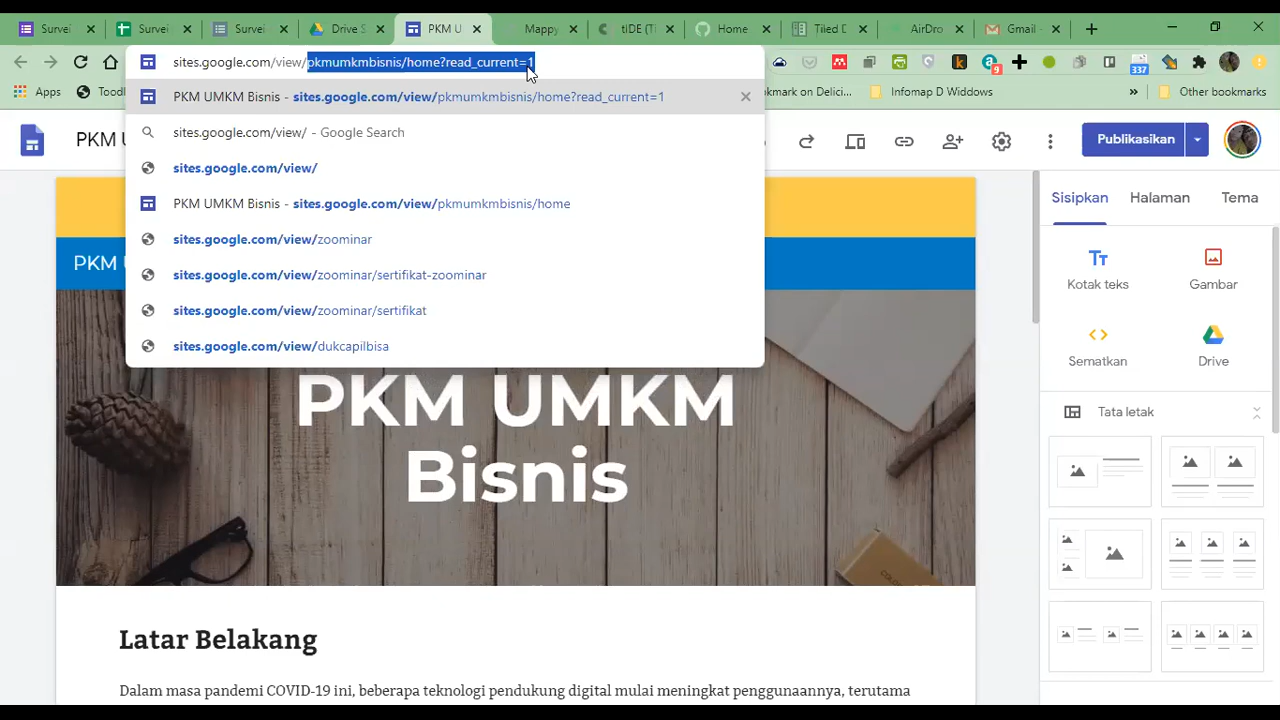 Survei
Survei
Survei
Drive S
PKM U
Mappy
tIDE (TI
Home
Tiled D
AirDro
Gmail -
sites.google.com/view/pkmumkmbisnis/home?read_current=1
9
337
Apps
Toodl
kmark on Delici...
Infomap D Widdows
»
Other bookmarks
PKM UMKM Bisnis - sites.google.com/view/pkmumkmbisnis/home?read_current=1
sites.google.com/view/ - Google Search
sites.google.com/view/
PKM UMKM Bisnis - sites.google.com/view/pkmumkmbisnis/home
sites.google.com/view/zoominar
sites.google.com/view/zoominar/sertifikat-zoominar
sites.google.com/view/zoominar/sertifikat
sites.google.com/view/dukcapilbisa
PKM
Publikasikan
Sisipkan
Halaman
Tema
PKM U
Kotak teks
Gambar
Sematkan
Drive
Tata letak
PKM UMKM
Bisnis
Latar Belakang
Dalam masa pandemi COVID-19 ini, beberapa teknologi pendukung digital mulai meningkat penggunaannya, terutama